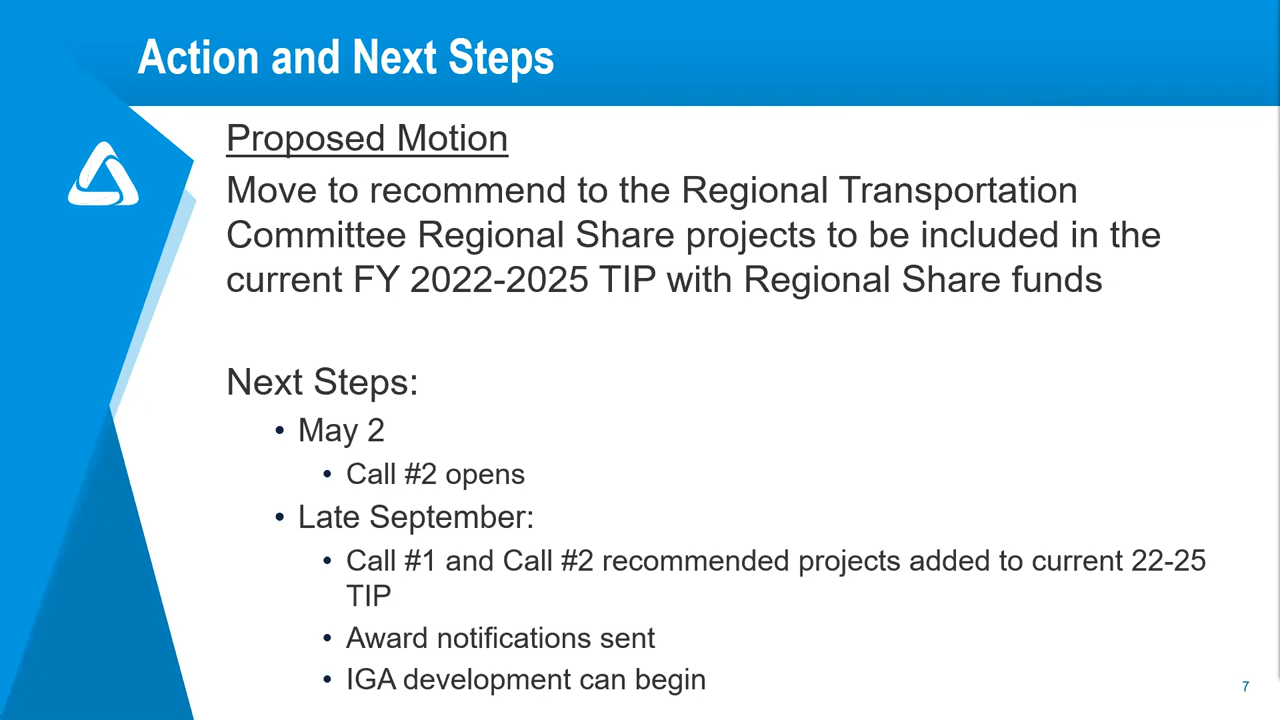 Action and Next Steps
Proposed Motion
Move to recommend to the Regional Transportation
Committee Regional Share projects to be included in the
current FY 2022-2025 TIP with Regional Share funds
Next Steps:
• May 2
• Call #2 opens
• Late September:
• Call #1 and Call #2 recommended projects added to current 22-25
TIP
• Award notifications sent
• IGA development can begin
7